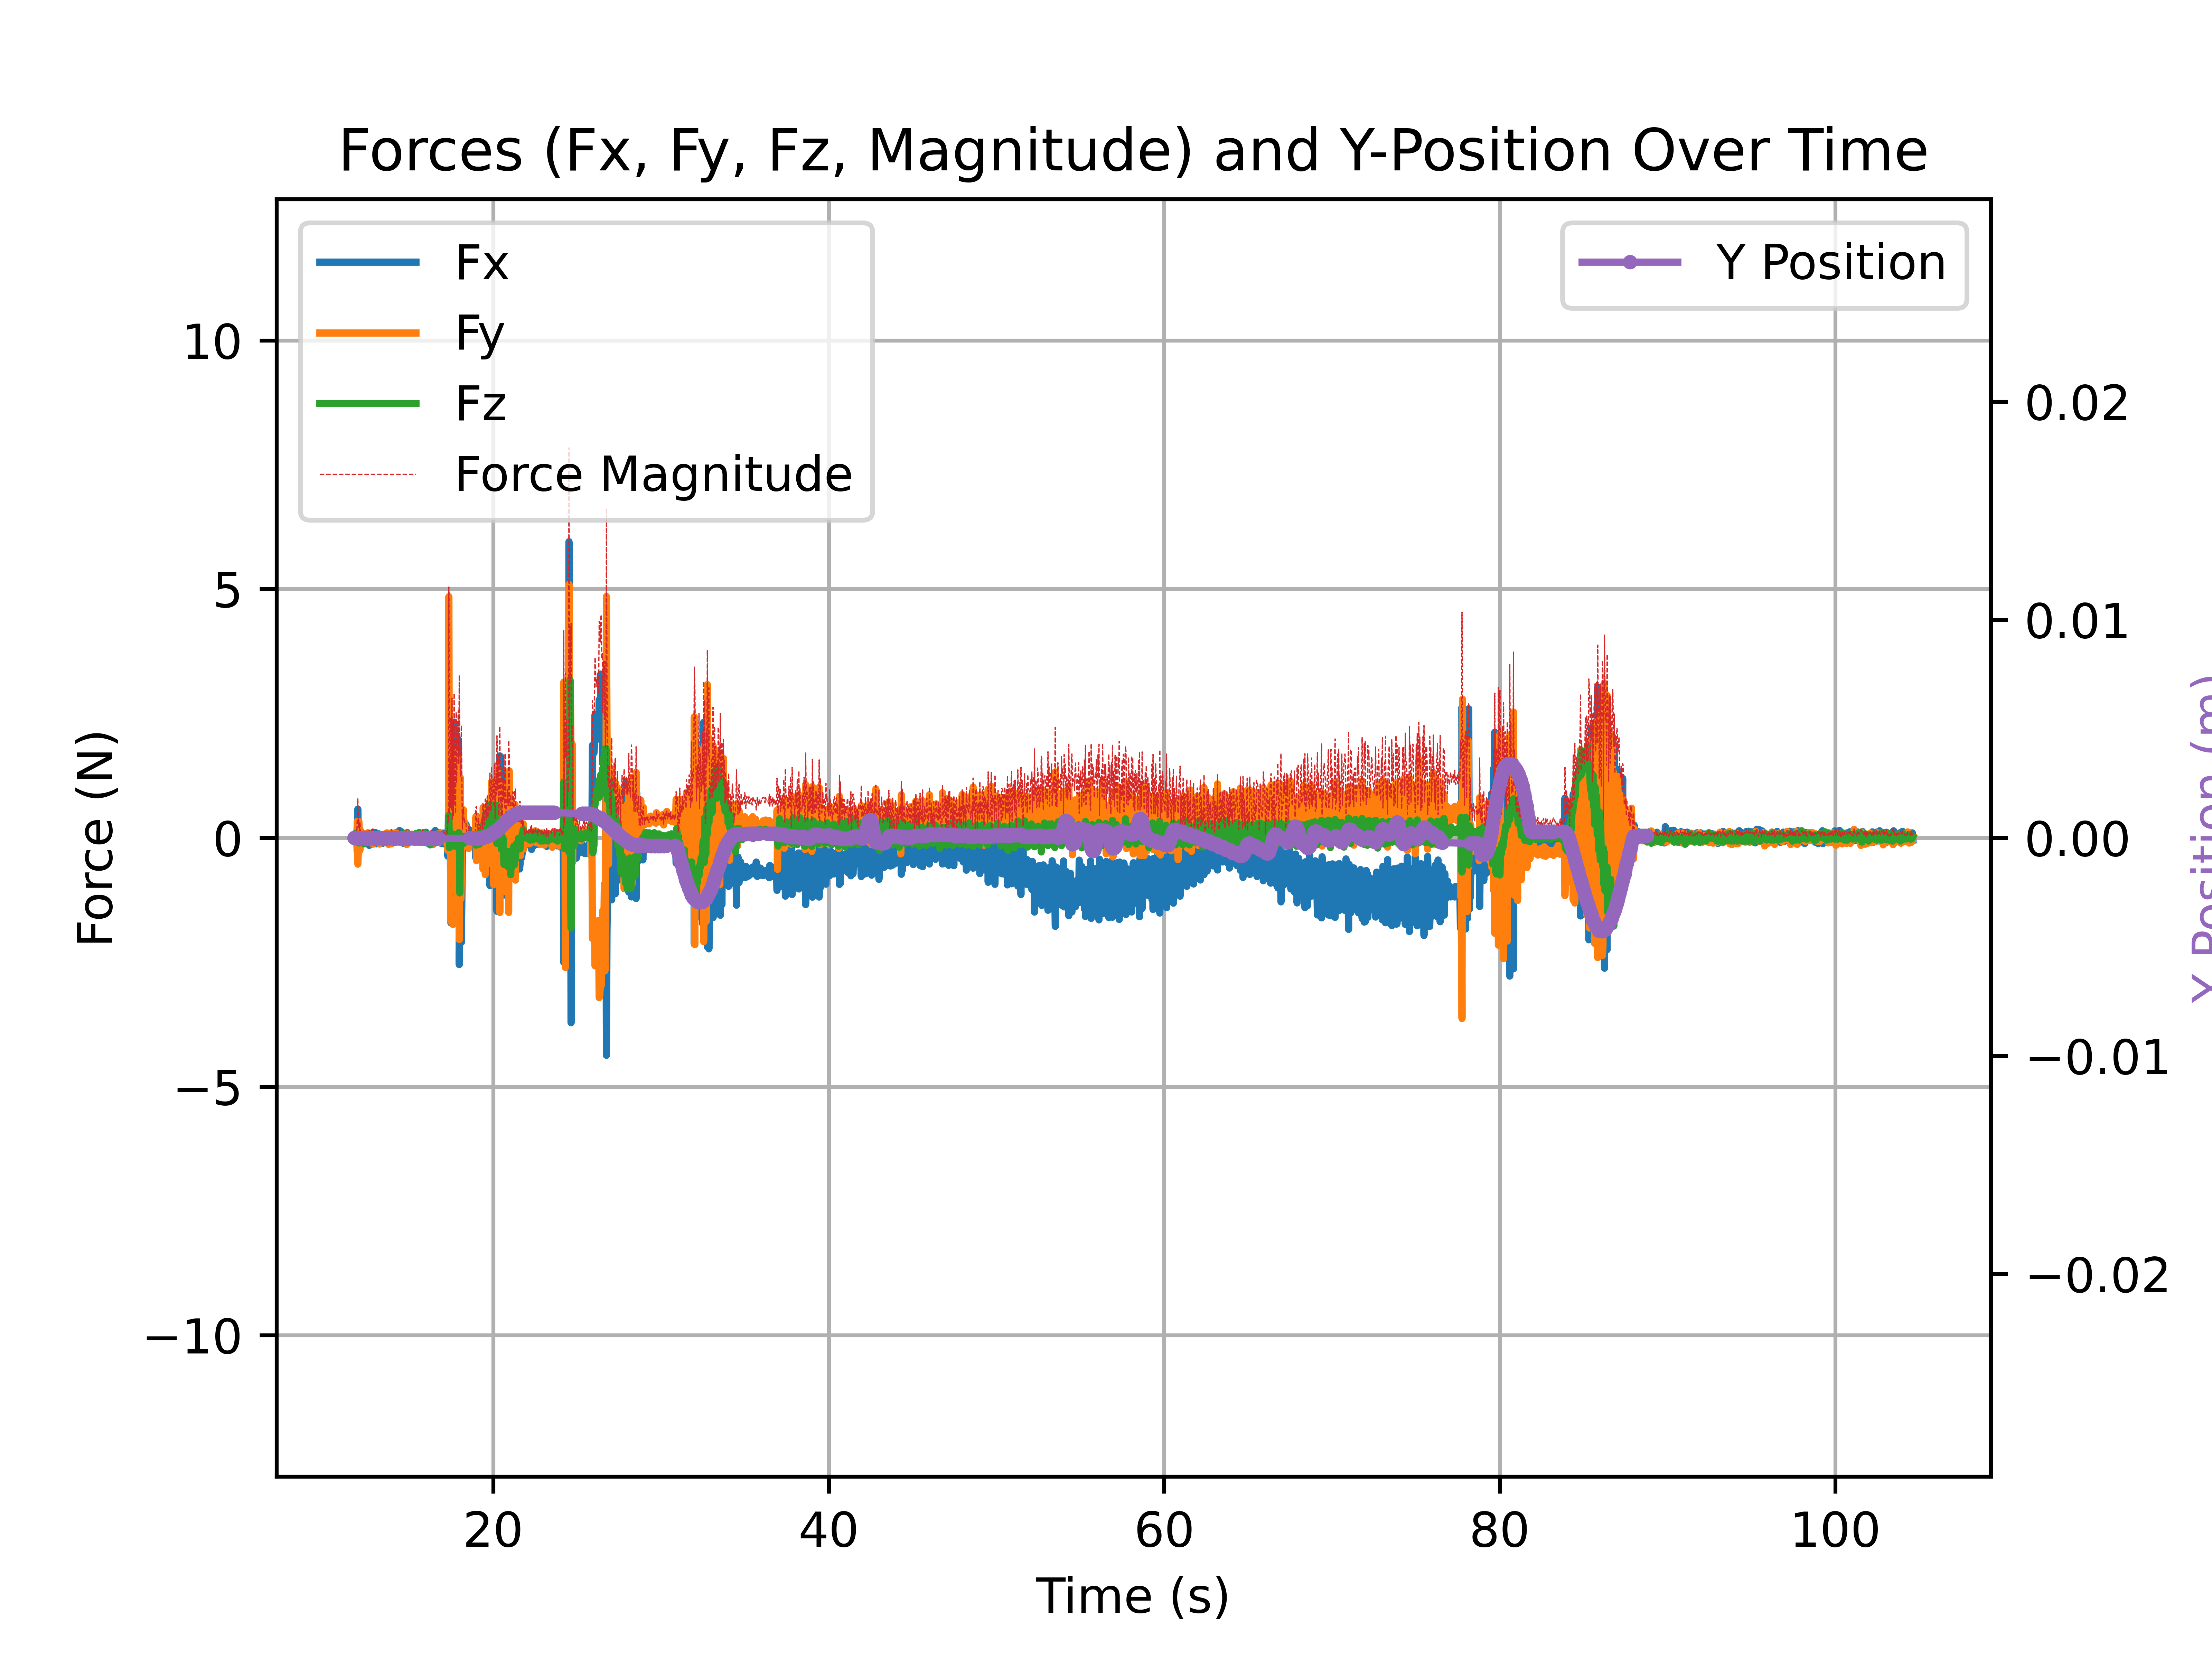 Forces (Fx, Fy, Fz, Magnitude) and Y-Position Over Time
Fx
Fy
Fz
Force Magnitude
Y Position
10
5
0
−5
−10
Force (N)
0.02
0.01
0.00
−0.01
−0.02
Y Position (m)
20
40
60
80
100
Time (s)